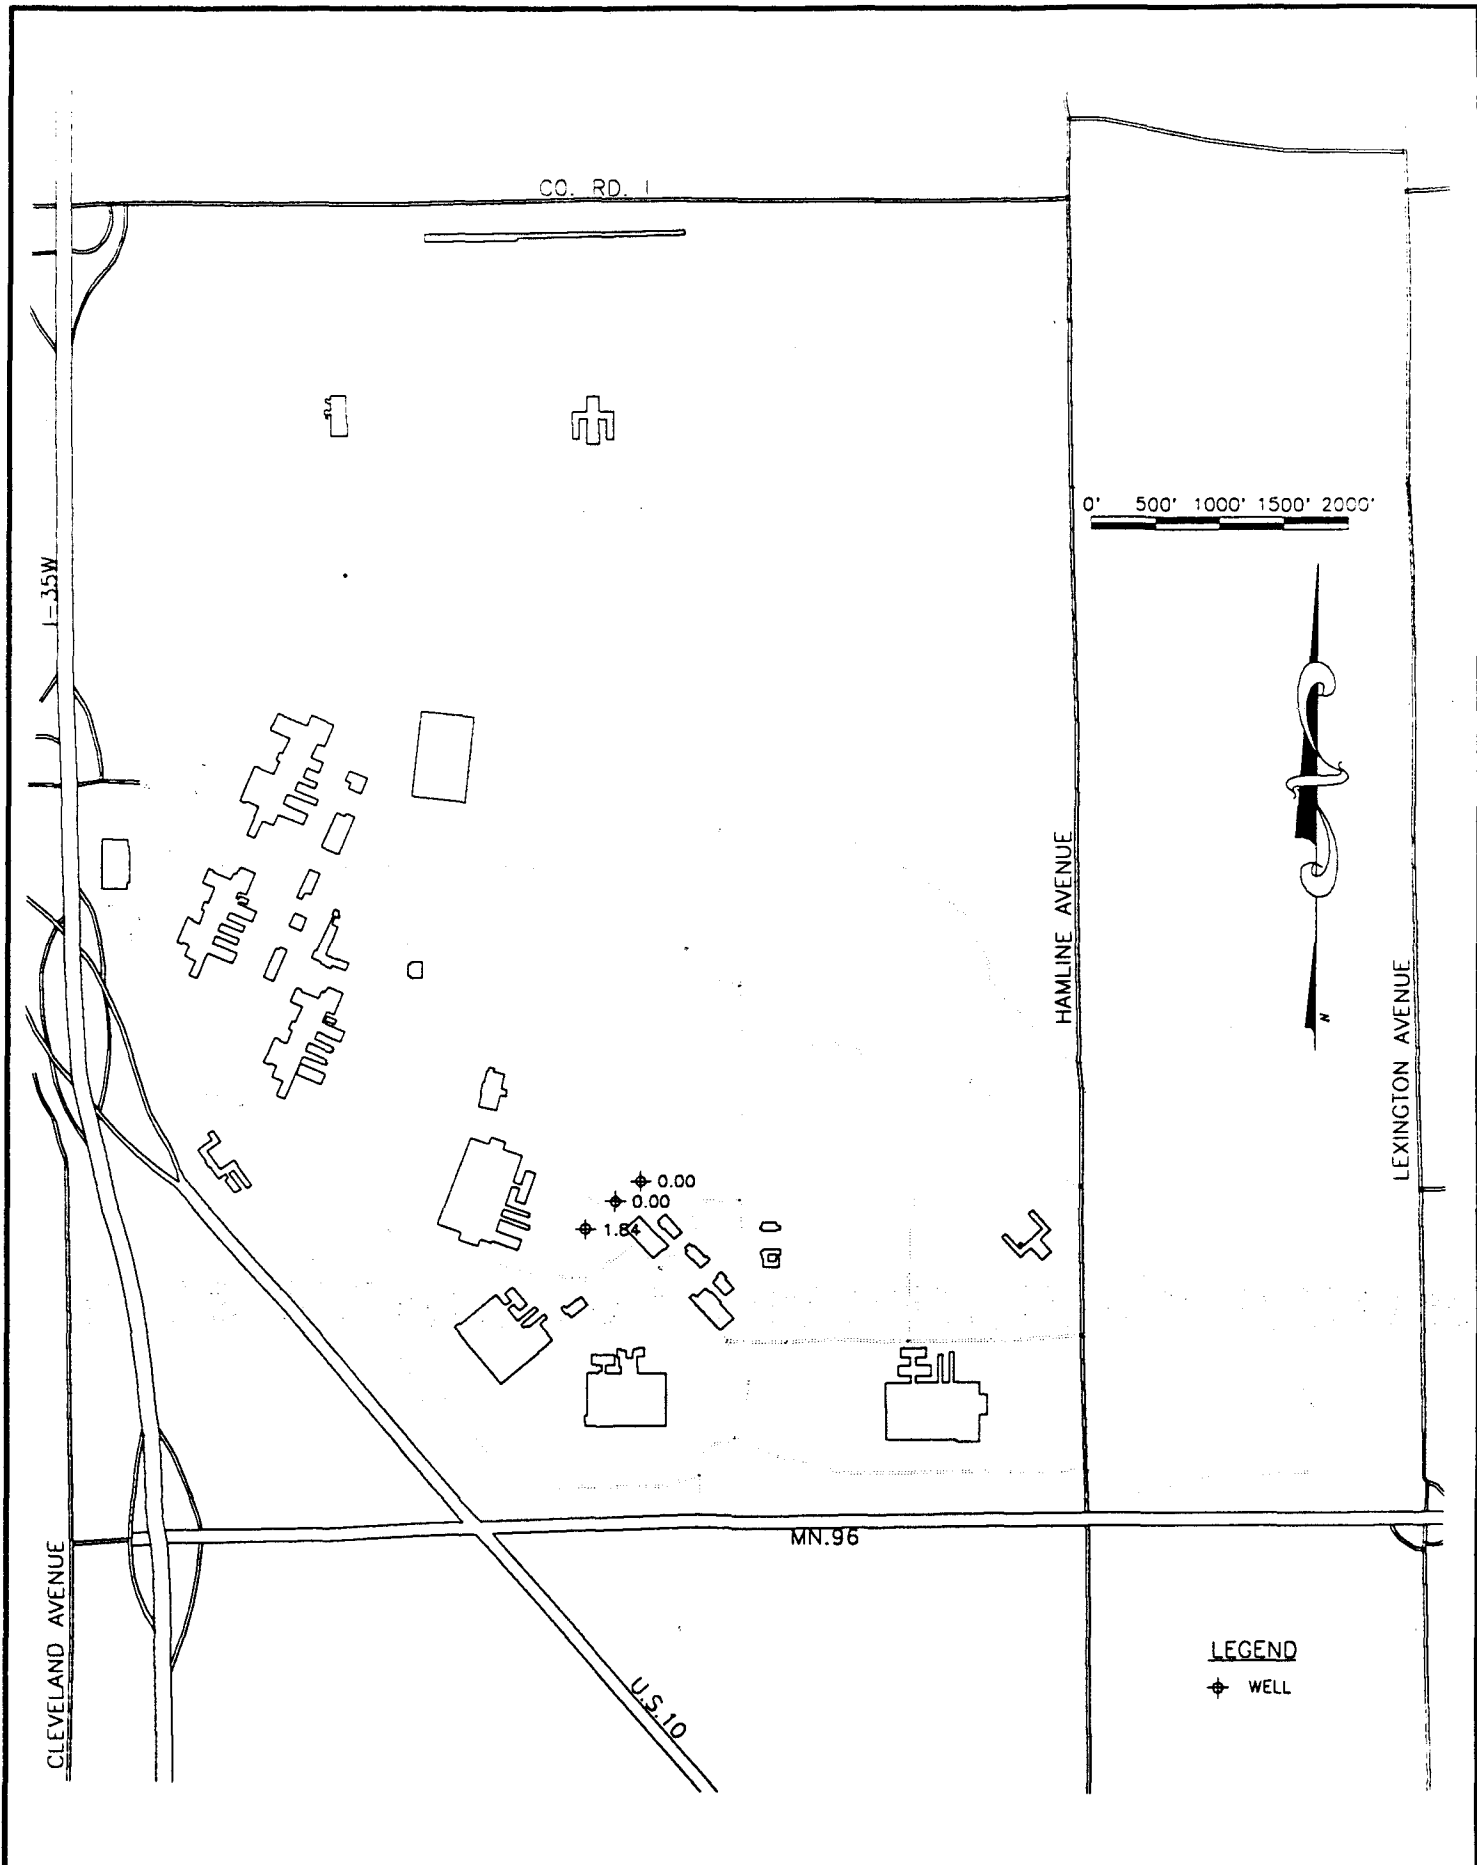 CO. RD. I
0' 500' 1000' 1500' 2000'
I-35W
HAMLINE AVENUE
LEXINGTON AVENUE
N
0.00
0.00
1.84
MN.96
CLEVELAND AVENUE
U.S.10
LEGEND
WELL